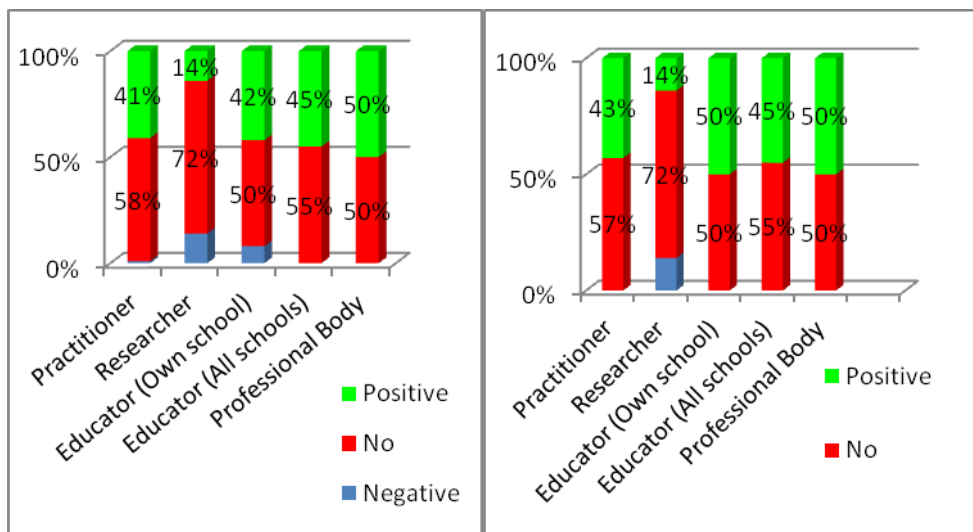 100%
50%
0%
41%
58%
14%
72%
42%
50%
45%
55%
50%
50%
Practitioner
Researcher
Educator (Own school)
Educator (All schools)
Professional Body
Positive
No
Negative
100%
50%
0%
43%
57%
14%
72%
50%
50%
45%
55%
50%
50%
Practitioner
Researcher
Educator (Own school)
Educator (All schools)
Professional Body
Positive
No